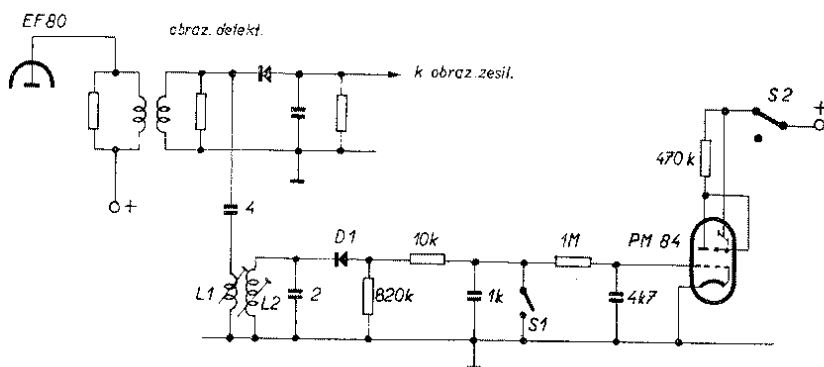 EF80
obraz. detekt.
k obraz. zesil.
S2
+
470 k
+
4
D1
10k
1M
PM 84
L1
L2
2
820k
1k
S1
4k7